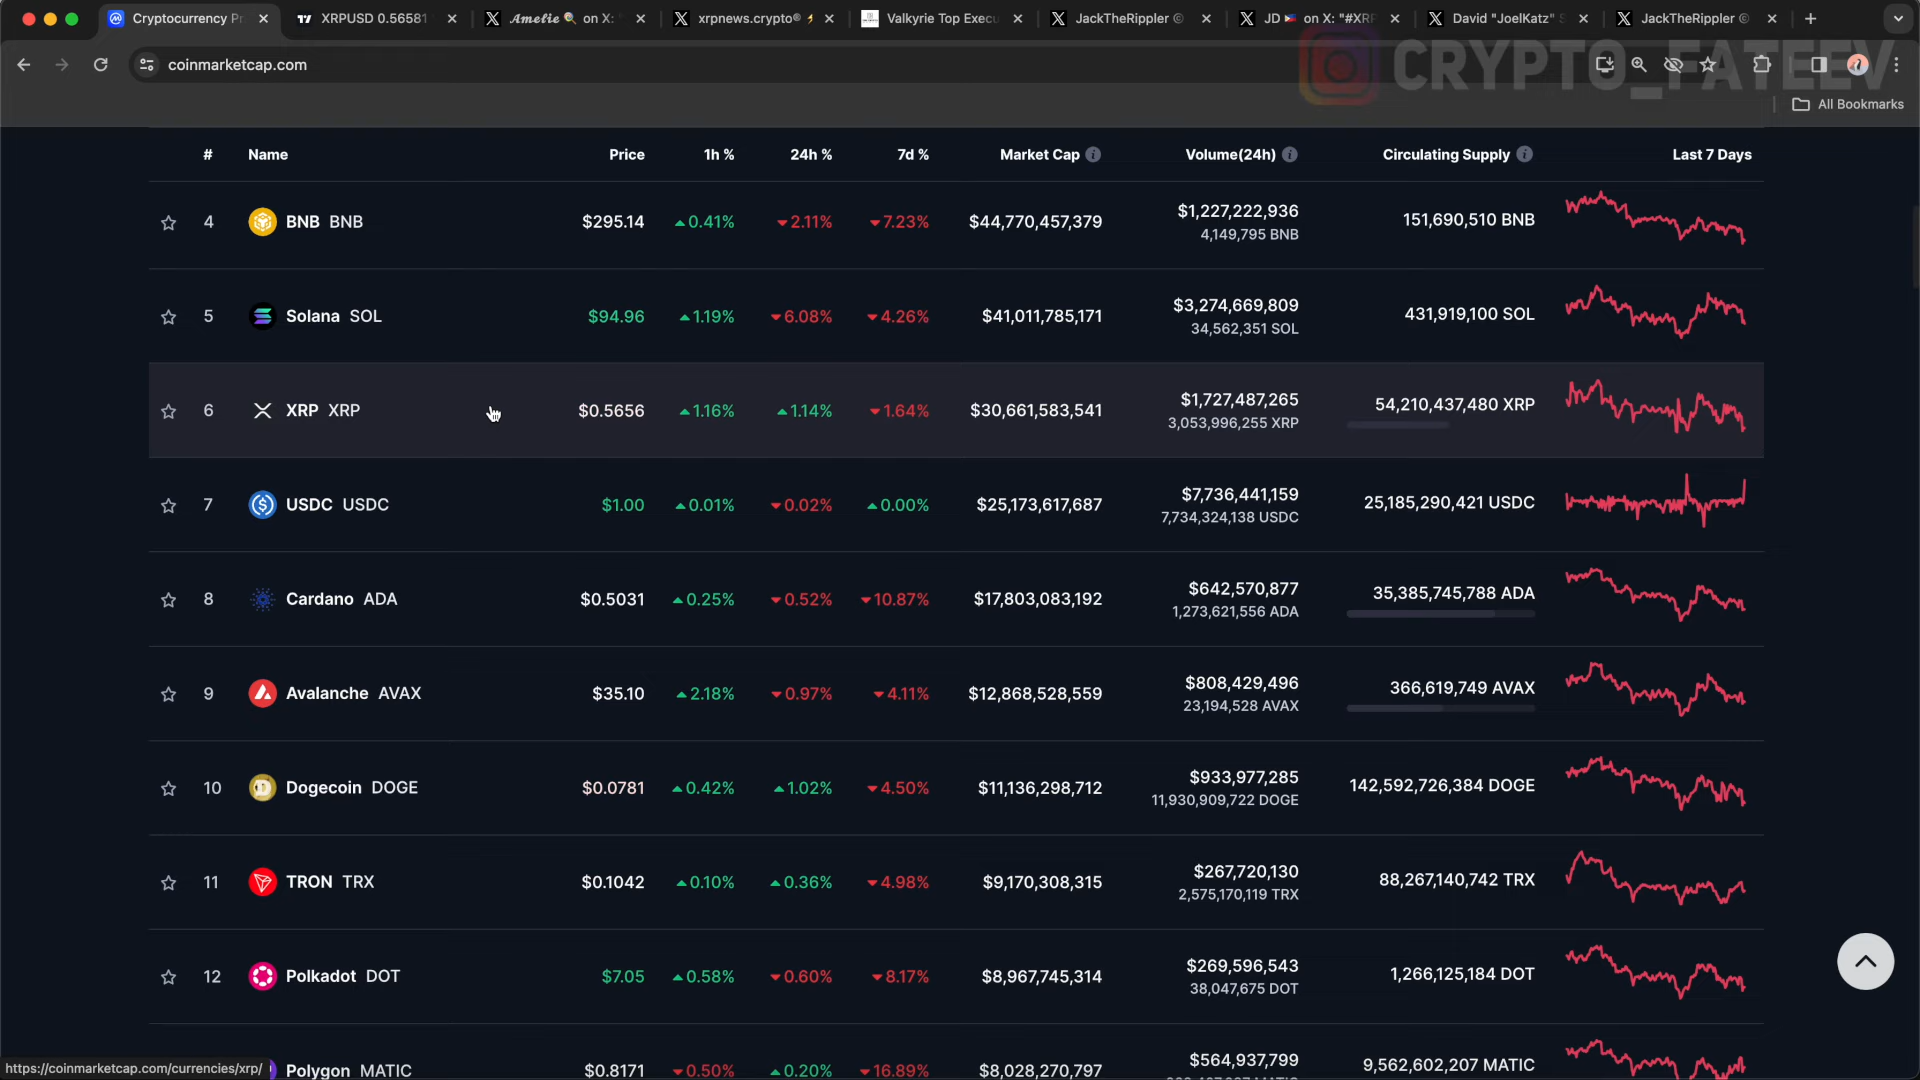 Cryptocurrency P
XRPUSD 0.56581
Amelie on X:
xrpnews.crypto®
Valkyrie Top Execu
JackTheRippler ©
JD on X: "#XRP
David "JoelKatz" S
JackTheRippler ©
coinmarketcap.com
CRYPTO_FATEEV
All Bookmarks
# Name Price 1h % 24h % 7d % Market Cap Volume(24h) Circulating Supply Last 7 Days
4 BNB BNB $295.14 0.41% 2.11% 7.23% $44,770,457,379 $1,227,222,936 151,690,510 BNB
4,149,795 BNB
5 Solana SOL $94.96 1.19% 6.08% 4.26% $41,011,785,171 $3,274,669,809 431,919,100 SOL
34,562,351 SOL
6 XRP XRP $0.5656 1.16% 1.14% 1.64% $30,661,583,541 $1,727,487,265 54,210,437,480 XRP
3,053,996,255 XRP
7 USDC USDC $1.00 0.01% 0.02% 0.00% $25,173,617,687 $7,736,441,159 25,185,290,421 USDC
7,734,324,138 USDC
8 Cardano ADA $0.5031 0.25% 0.52% 10.87% $17,803,083,192 $642,570,877 35,385,745,788 ADA
1,273,621,556 ADA
9 Avalanche AVAX $35.10 2.18% 0.97% 4.11% $12,868,528,559 $808,429,496 366,619,749 AVAX
23,194,528 AVAX
10 Dogecoin DOGE $0.0781 0.42% 1.02% 4.50% $11,136,298,712 $933,977,285 142,592,726,384 DOGE
11,930,909,722 DOGE
11 TRON TRX $0.1042 0.10% 0.36% 4.98% $9,170,308,315 $267,720,130 88,267,140,742 TRX
2,575,170,119 TRX
12 Polkadot DOT $7.05 0.58% 0.60% 8.17% $8,967,745,314 $269,596,543 1,266,125,184 DOT
38,047,675 DOT
Polygon MATIC $0.8171 0.50% 0.20% 16.89% $8,028,270,797 $564,937,799 9,562,602,207 MATIC
https://coinmarketcap.com/currencies/xrp/